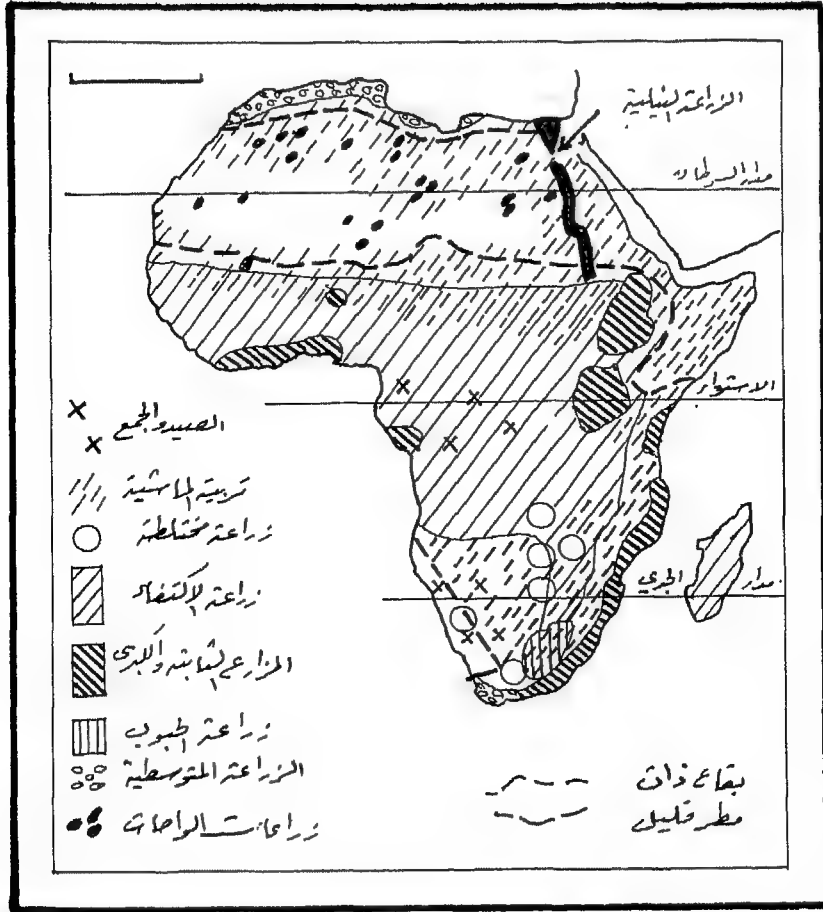 الزراعة النيلية
مدار السرطان
الاستواء
مدار الجدي
الصيد والجمع
تربية الماشية
زراعة مختلطة
زراعة الاكتفاء
المزارع الثابتة والكبرى
زراعة الحبوب
الزراعة المتوسطية
زراعات الواحات
بقاع ذات
مطر قليل